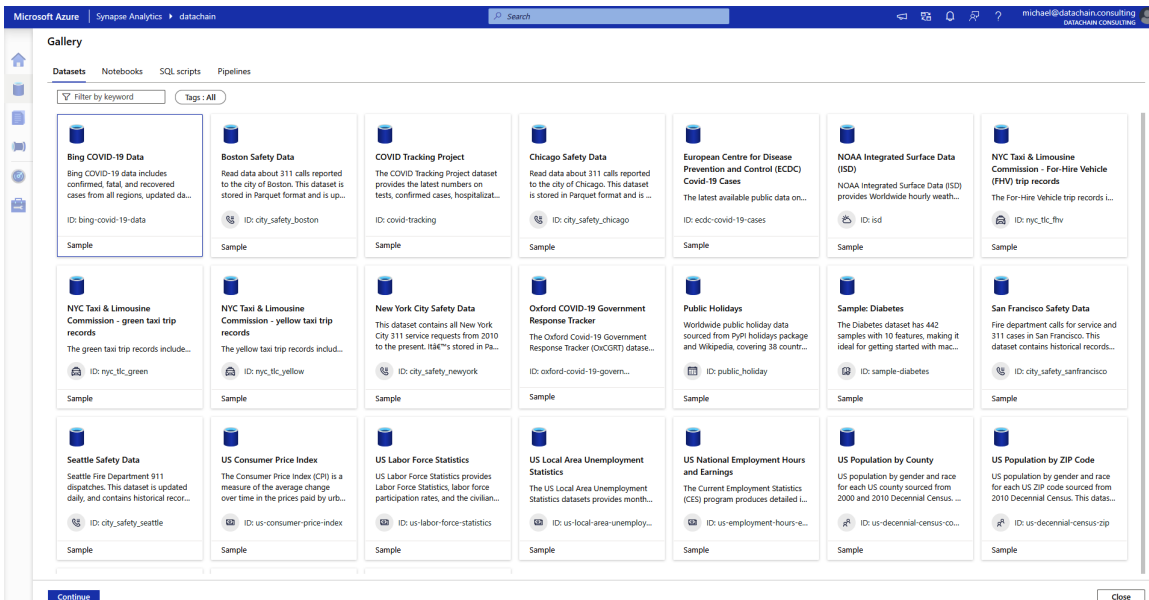 Microsoft Azure Synapse Analytics datachain Search michael@datachain.consulting
DATACHAIN CONSULTING
Gallery
Datasets Notebooks SQL scripts Pipelines
Filter by keyword Tags : All
Bing COVID-19 Data
Bing COVID-19 data includes
confirmed, fatal, and recovered
cases from all regions, updated da...
ID: bing-covid-19-data
Sample
Boston Safety Data
Read data about 311 calls reported
to the city of Boston. This dataset is
stored in Parquet format and is up...
ID: city_safety_boston
Sample
COVID Tracking Project
The COVID Tracking Project dataset
provides the latest numbers on
tests, confirmed cases, hospitalizat...
ID: covid-tracking
Sample
Chicago Safety Data
Read data about 311 calls reported
to the city of Chicago. This dataset
is stored in Parquet format and is ...
ID: city_safety_chicago
Sample
European Centre for Disease
Prevention and Control (ECDC)
Covid-19 Cases
The latest available public data on...
ID: ecdc-covid-19-cases
Sample
NOAA Integrated Surface Data
(ISD)
NOAA Integrated Surface Data (ISD)
provides Worldwide hourly weath...
ID: isd
Sample
NYC Taxi & Limousine
Commission - For-Hire Vehicle
(FHV) trip records
The For-Hire Vehicle trip records i...
ID: nyc_tlc_fhv
Sample
NYC Taxi & Limousine
Commission - green taxi trip
records
The green taxi trip records include...
ID: nyc_tlc_green
Sample
NYC Taxi & Limousine
Commission - yellow taxi trip
records
The yellow taxi trip records includ...
ID: nyc_tlc_yellow
Sample
New York City Safety Data
This dataset contains all New York
City 311 service requests from 2010
to the present. Itâ€™s stored in Pa...
ID: city_safety_newyork
Sample
Oxford COVID-19 Government
Response Tracker
The Oxford Covid-19 Government
Response Tracker (OxCGRT) datase...
ID: oxford-covid-19-govern...
Sample
Public Holidays
Worldwide public holiday data
sourced from PyPI holidays package
and Wikipedia, covering 38 countr...
ID: public_holiday
Sample
Sample: Diabetes
The Diabetes dataset has 442
samples with 10 features, making it
ideal for getting started with mac...
ID: sample-diabetes
Sample
San Francisco Safety Data
Fire department calls for service and
311 cases in San Francisco. This
dataset contains historical records...
ID: city_safety_sanfrancisco
Sample
Seattle Safety Data
Seattle Fire Department 911
dispatches. This dataset is updated
daily, and contains historical recor...
ID: city_safety_seattle
Sample
US Consumer Price Index
The Consumer Price Index (CPI) is a
measure of the average change
over time in the prices paid by urb...
ID: us-consumer-price-index
Sample
US Labor Force Statistics
US Labor Force Statistics provides
Labor Force Statistics, labor force
participation rates, and the civilian...
ID: us-labor-force-statistics
Sample
US Local Area Unemployment
Statistics
The US Local Area Unemployment
Statistics datasets provides month...
ID: us-local-area-unemploy...
Sample
US National Employment Hours
and Earnings
The Current Employment Statistics
(CES) program produces detailed i...
ID: us-employment-hours-e...
Sample
US Population by County
US population by gender and race
for each US county sourced from
2000 and 2010 Decennial Census. ...
ID: us-decennial-census-co...
Sample
US Population by ZIP Code
US population by gender and race
for each US ZIP code sourced from
2010 Decennial Census. This datas...
ID: us-decennial-census-zip
Sample
Continue Close